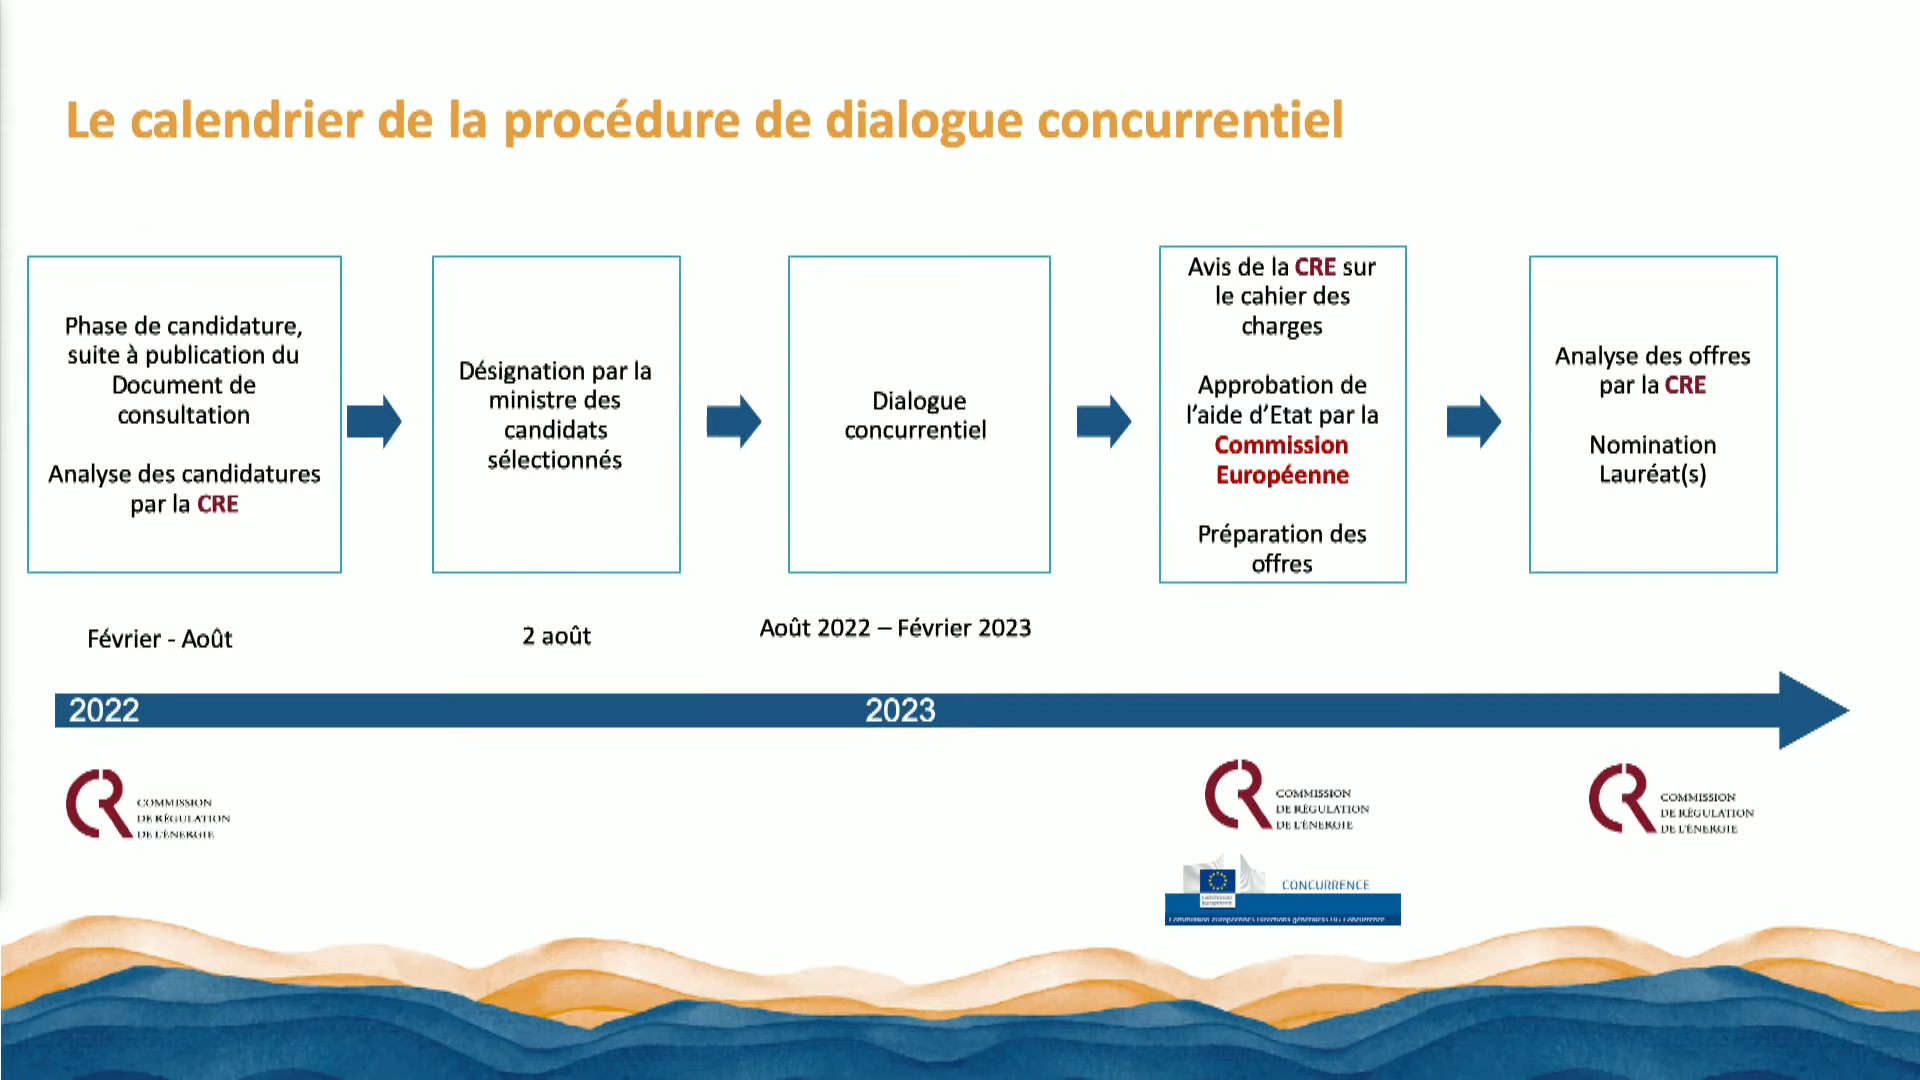 Le calendrier de la procédure de dialogue concurrentiel
Phase de candidature,
suite à publication du
Document de
consultation
Analyse des candidatures
par la CRE
Désignation par la
ministre des
candidats
sélectionnés
Dialogue
concurrentiel
Avis de la CRE sur
le cahier des
charges
Approbation de
l'aide d'Etat par la
Commission
Européenne
Préparation des
offres
Analyse des offres
par la CRE
Nomination
Lauréat(s)
Février - Août
2 août
Août 2022 – Février 2023
2022
2023
COMMISSION
DE RÉGULATION
DE L'ÉNERGIE
COMMISSION
DE RÉGULATION
DE L'ÉNERGIE
COMMISSION
DE RÉGULATION
DE L'ÉNERGIE
CONCURRENCE